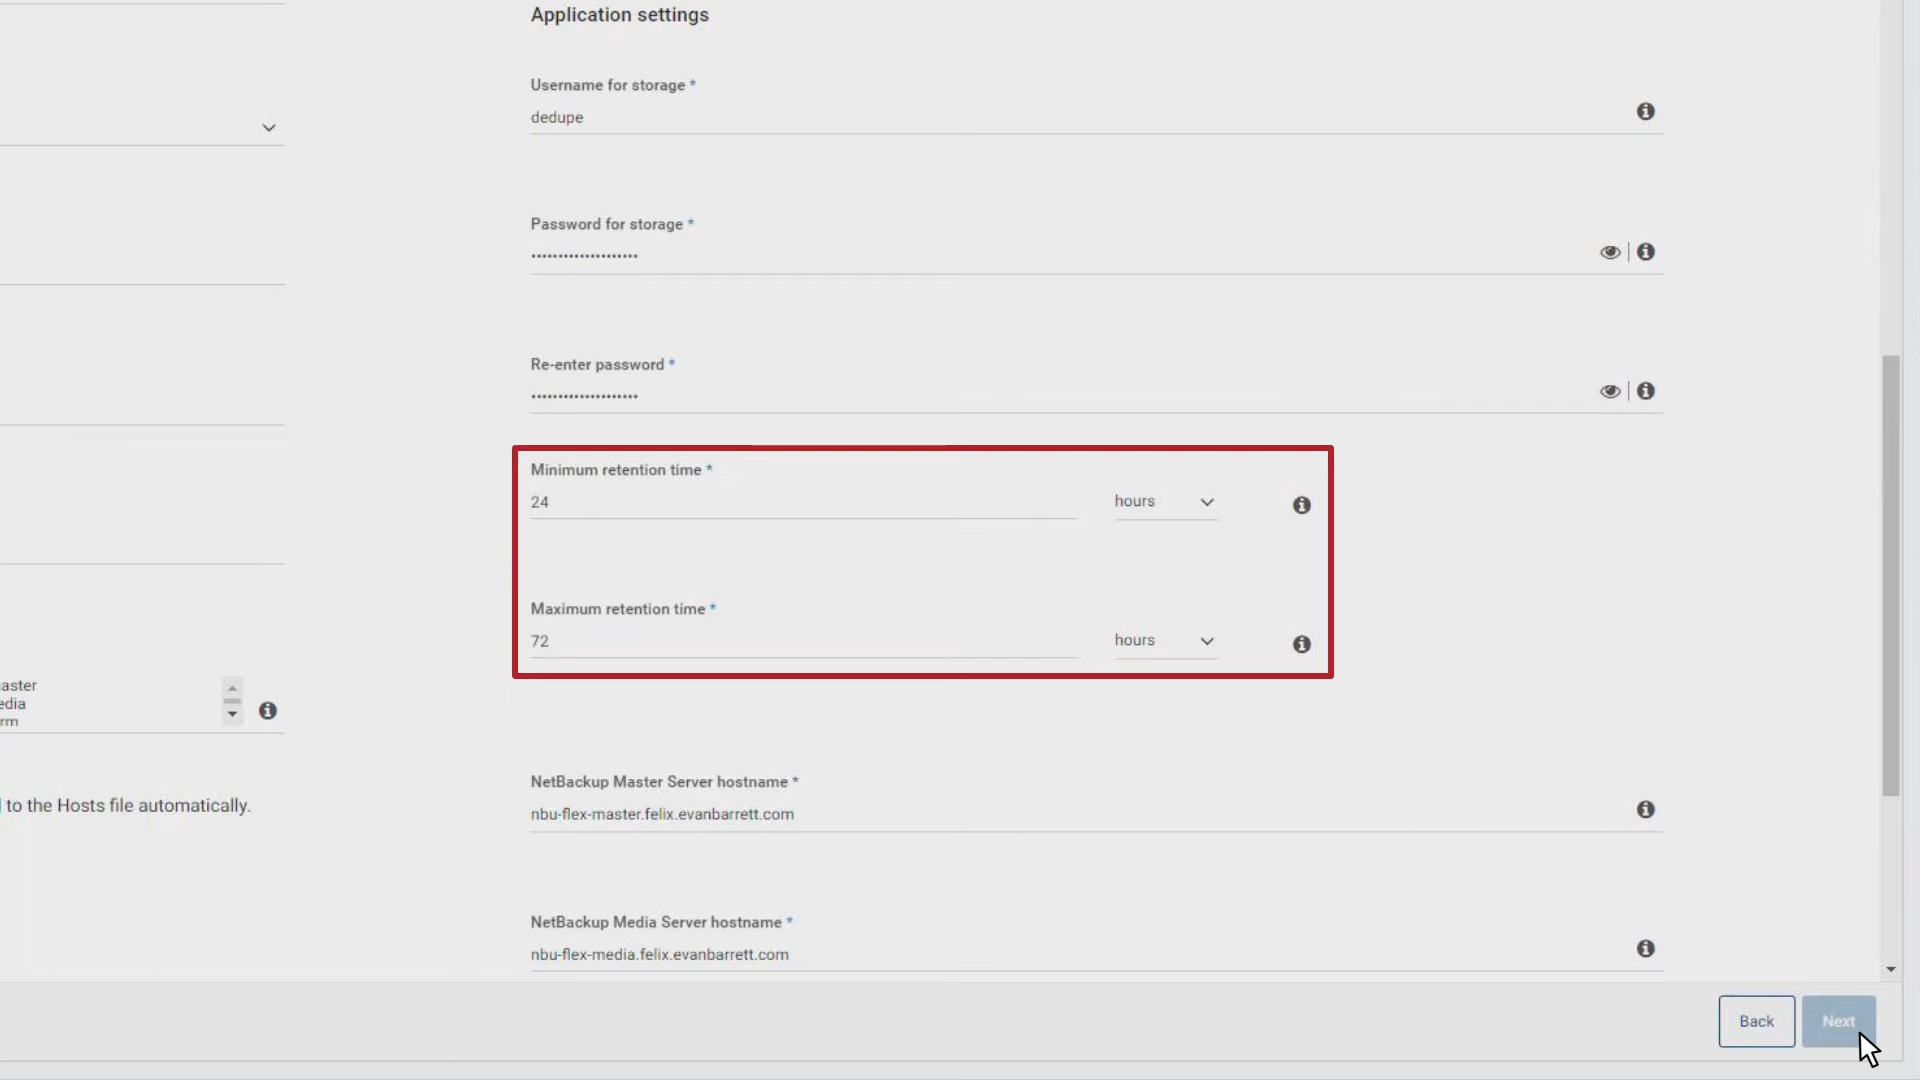 Application settings
Username for storage *
dedupe
Password for storage *
••••••••••••••••••••
Re-enter password *
••••••••••••••••••••
Minimum retention time *
24
hours
Maximum retention time *
72
hours
aster
edia
rm
to the Hosts file automatically.
NetBackup Master Server hostname *
nbu-flex-master.felix.evanbarrett.com
NetBackup Media Server hostname *
nbu-flex-media.felix.evanbarrett.com
Back
Next